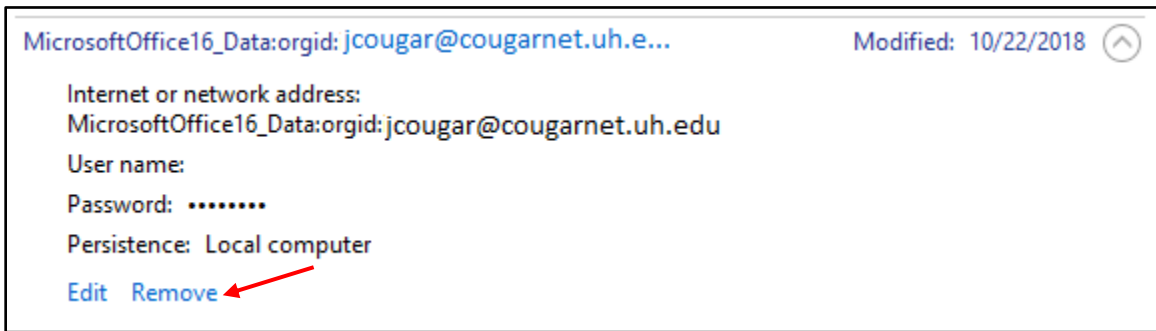 MicrosoftOffice16_Data:orgid: jcougar@cougarnet.uh.e... Modified: 10/22/2018
Internet or network address:
MicrosoftOffice16_Data:orgid: jcougar@cougarnet.uh.edu
User name:
Password: ••••••••
Persistence: Local computer
Edit Remove